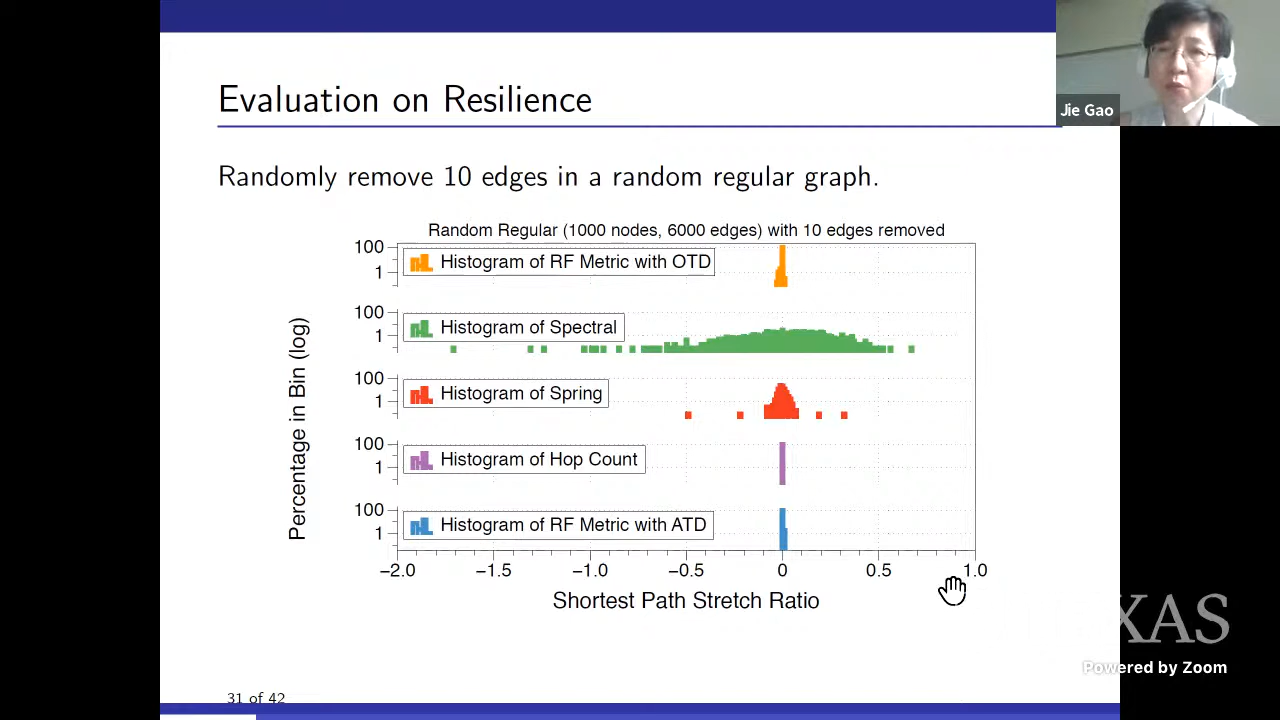 Evaluation on Resilience
Jie Gao
Randomly remove 10 edges in a random regular graph.
Random Regular (1000 nodes, 6000 edges) with 10 edges removed
100
1
Histogram of RF Metric with OTD
100
1
Histogram of Spectral
100
1
Histogram of Spring
100
1
Histogram of Hop Count
100
1
Histogram of RF Metric with ATD
Percentage in Bin (log)
−2.0 −1.5 −1.0 −0.5 0 0.5 1.0
Shortest Path Stretch Ratio
XAS
Powered by Zoom
31 of 42